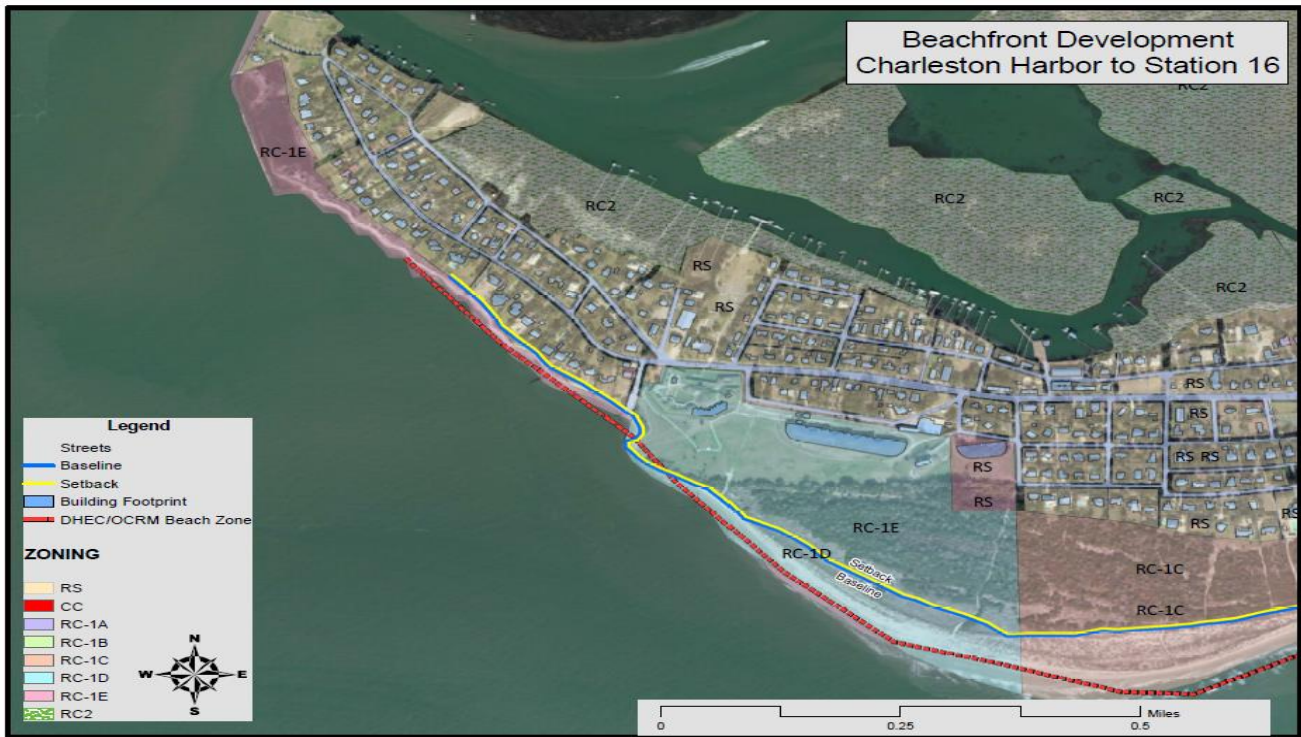 Beachfront Development
Charleston Harbor to Station 16
RC2
RC-1E
RC2
RC2
RC2
RS
RS
RC2
RS
RS
RS
RS RS
RS
RS
RS
RS
RC-1E
RC-1D
Setback
Baseline
RC-1C
RC-1C
Legend
Streets
Baseline
Setback
Building Footprint
DHEC/OCRM Beach Zone
ZONING
RS
CC
RC-1A
RC-1B
RC-1C
RC-1D
RC-1E
RC2
N
W E
S
Miles
0 0.25 0.5